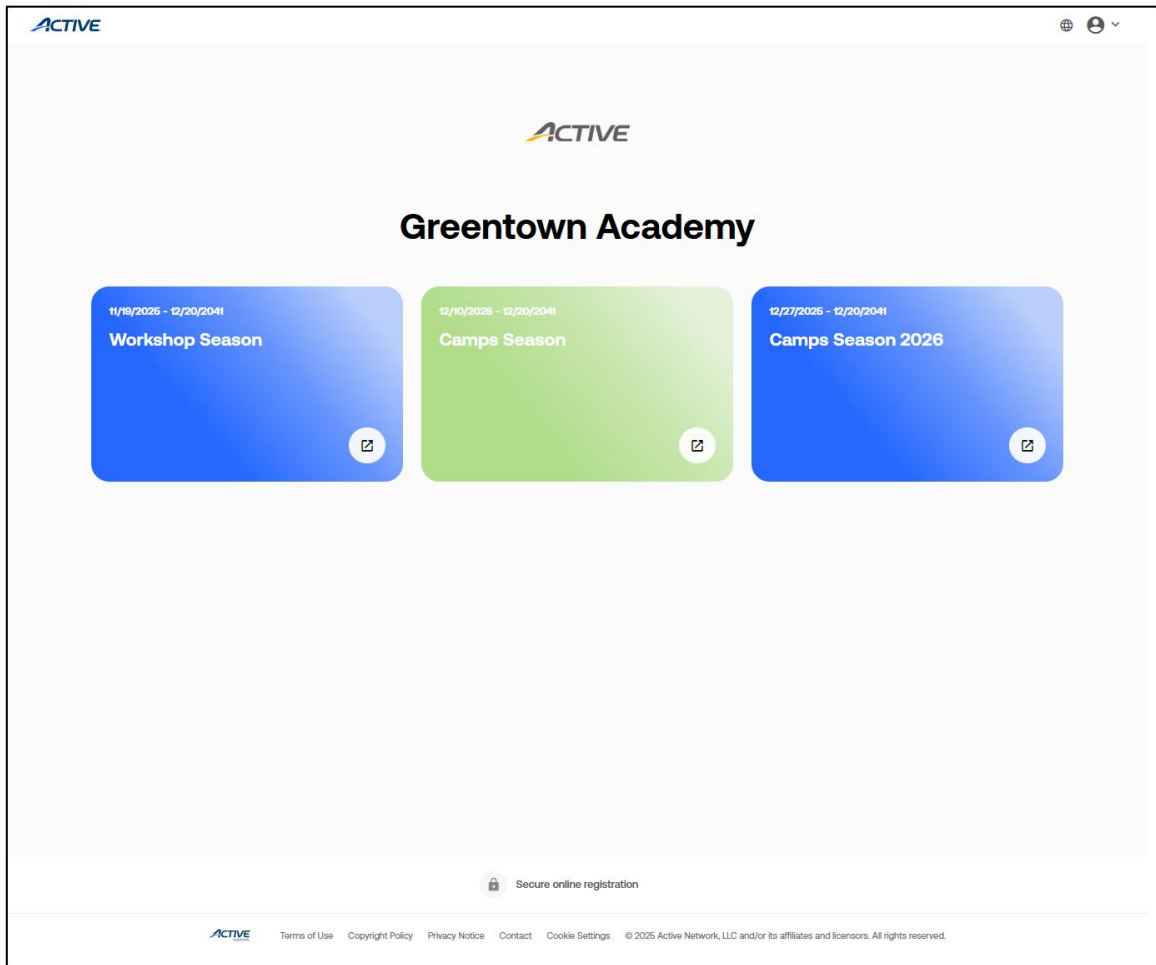 ACTIVE
ACTIVE
Greentown Academy
11/19/2025 - 12/20/2041
Workshop Season
12/10/2025 - 12/20/2041
Camps Season
12/27/2025 - 12/20/2041
Camps Season 2026
Secure online registration
ACTIVE Terms of Use Copyright Policy Privacy Notice Contact Cookie Settings © 2025 Active Network, LLC and/or its affiliates and licensors. All rights reserved.